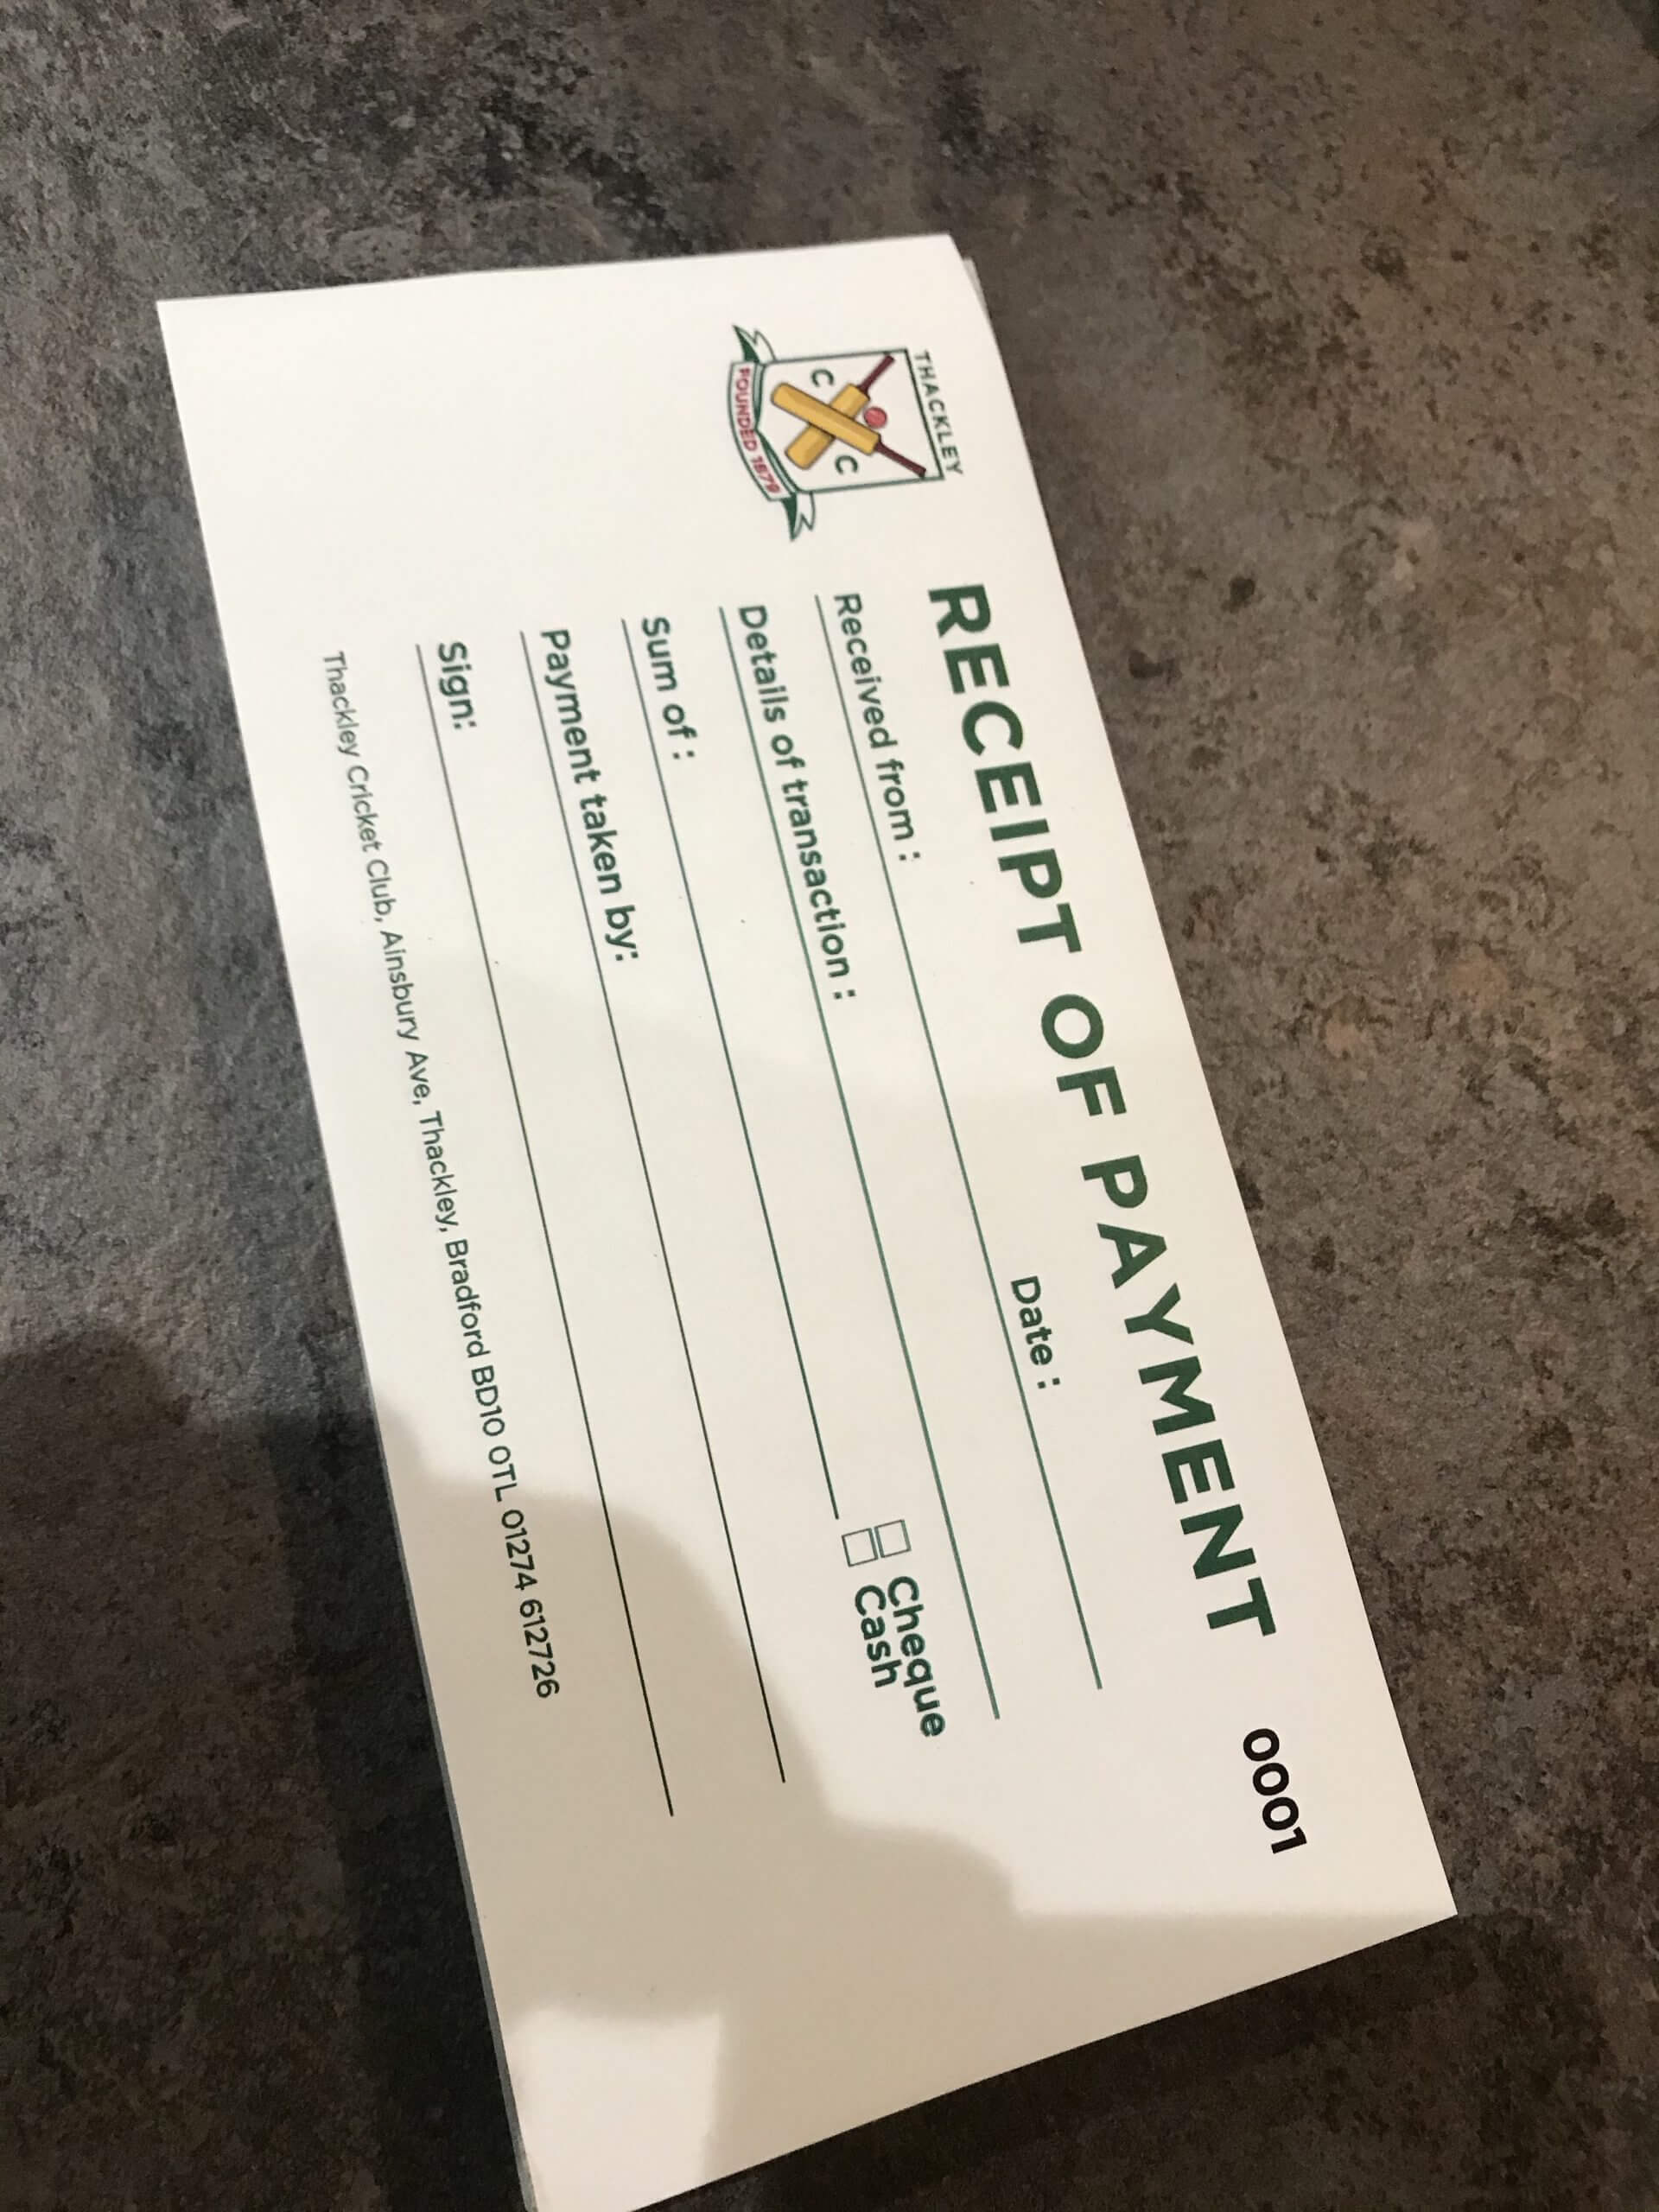 THACKLEY
C C
FOUNDED 1879
RECEIPT OF PAYMENT 0001
Received from : Date :
Details of transaction :
Sum of : Cheque
Cash
Payment taken by:
Sign:
Thackley Cricket Club, Ainsbury Ave, Thackley, Bradford BD10 0TL 01274 612726